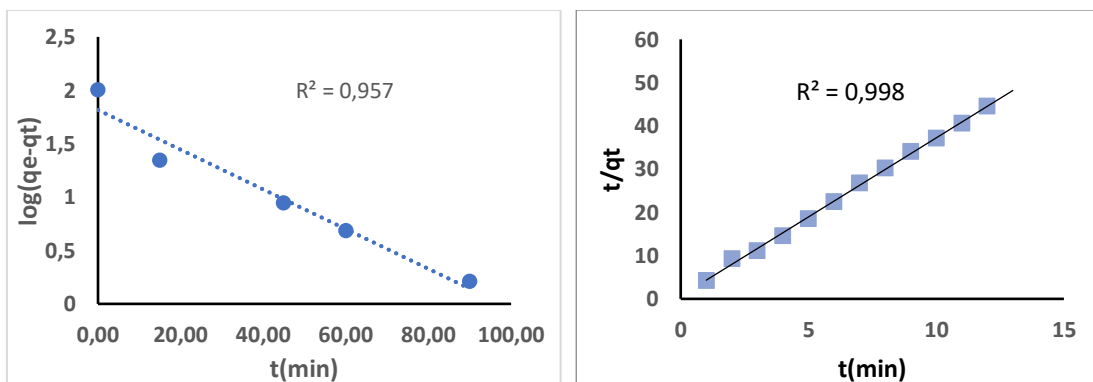 2,5
2
1,5
1
0,5
0
log(qe-qt)
R² = 0,957
0,00 20,00 40,00 60,00 80,00 100,00
t(min)
60
50
40
30
20
10
0
t/qt
R² = 0,998
0 5 10 15
t(min)